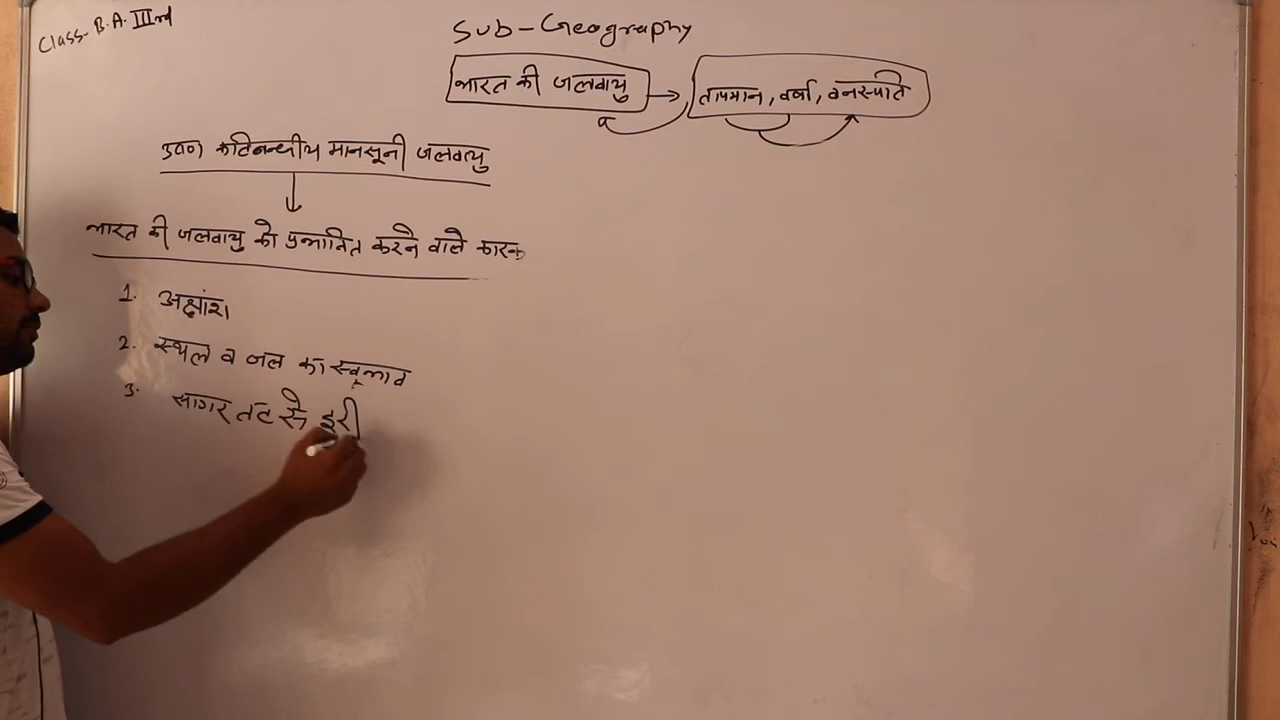 Class- B.A. IIIrd
Sub-Geography
भारत की जलवायु → तापमान, वर्षा, वनस्पति
उष्ण कटिबन्धीय मानसूनी जलवायु
भारत की जलवायु को प्रभावित करने वाले कारक
1. अक्षांश
2. स्थल व जल का स्वभाव
3. सागर तट से दूरी